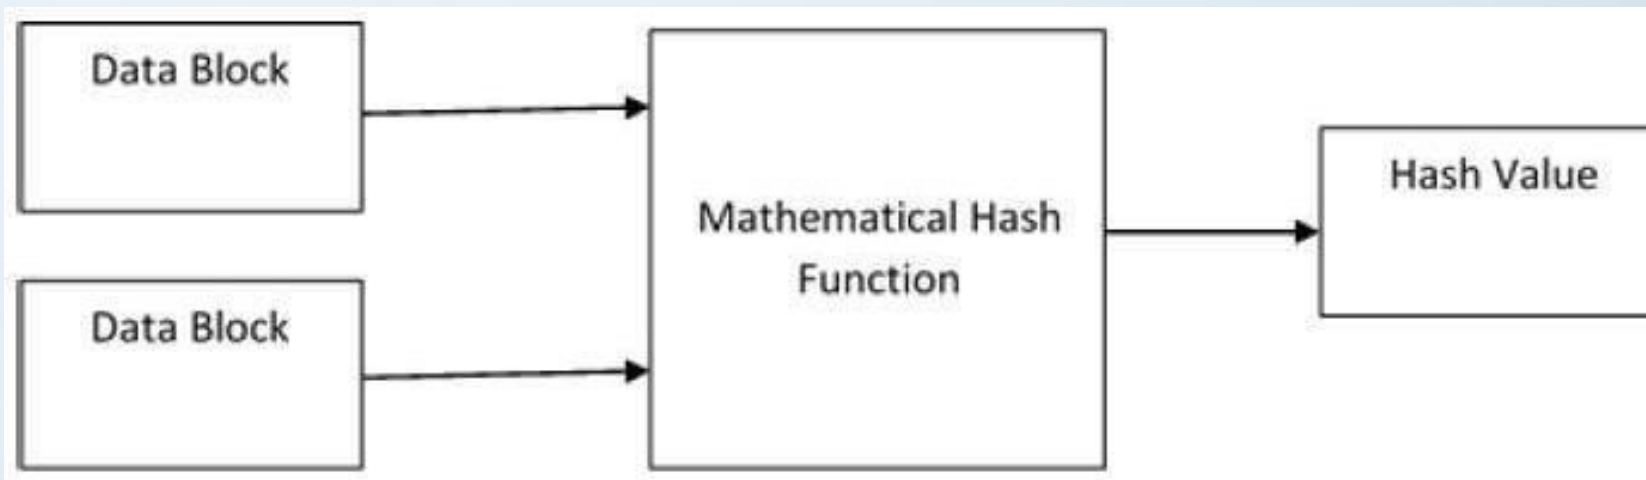 Data Block
Data Block
Mathematical Hash
Function
Hash Value